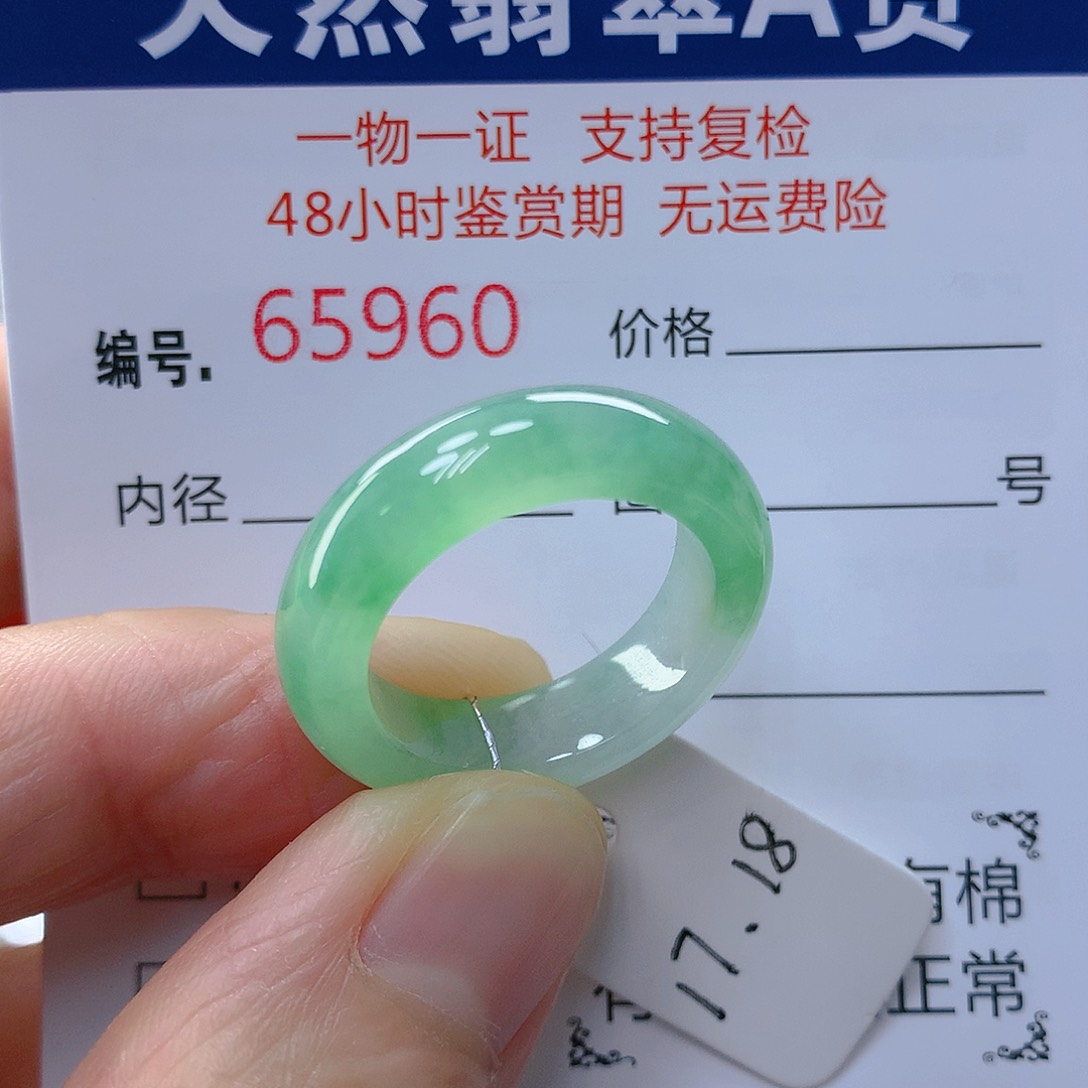 天然翡翠A货
一物一证 支持复检
48小时鉴赏期 无运费险
编号. 65960 价格
内径 号
有棉
正常
17.18